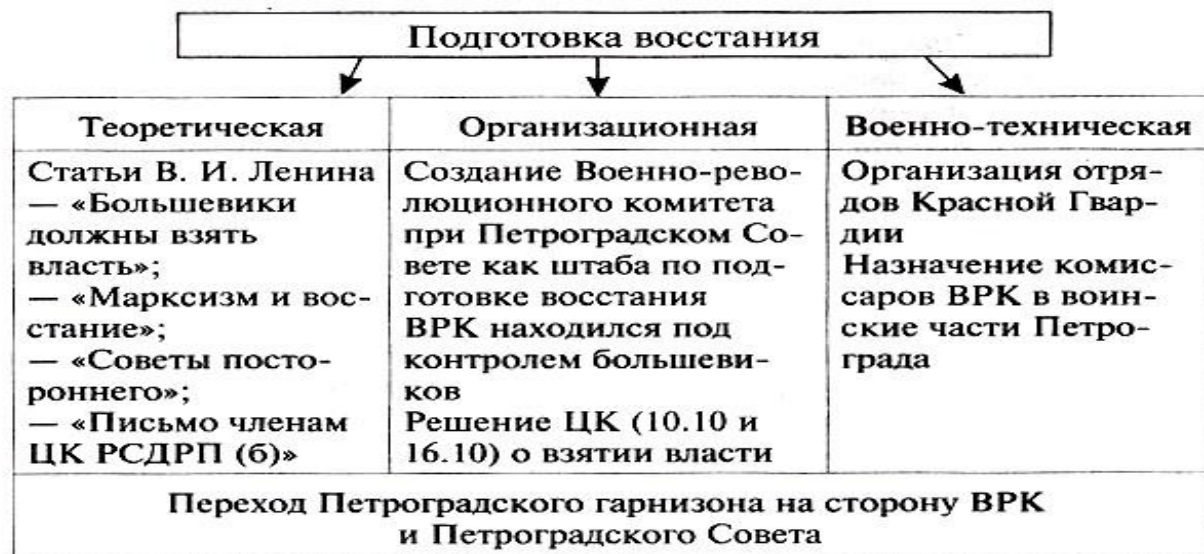 Подготовка восстания
Теоретическая
Статьи В. И. Ленина
— «Большевики
должны взять
власть»;
— «Марксизм и вос-
стание»;
— «Советы посто-
роннего»;
— «Письмо членам
ЦК РСДРП (б)»
Организационная
Создание Военно-рево-
люционного комитета
при Петроградском Со-
вете как штаба по под-
готовке восстания
ВРК находился под
контролем большеви-
ков
Решение ЦК (10.10 и
16.10) о взятии власти
Военно-техническая
Организация отря-
дов Красной Гвар-
дии
Назначение комис-
саров ВРК в воин-
ские части Петро-
града
Переход Петроградского гарнизона на сторону ВРК
и Петроградского Совета